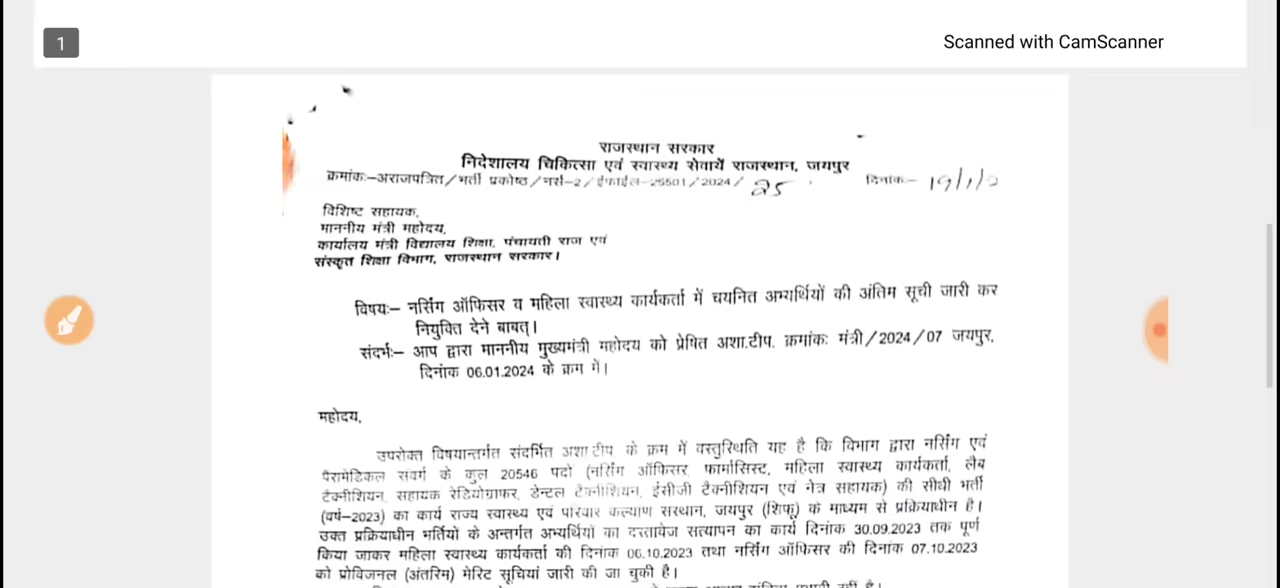 1
Scanned with CamScanner
राजस्थान सरकार
निदेशालय चिकित्सा एवं स्वास्थ्य सेवायें राजस्थान, जयपुर
क्रमांक:-अराजपत्रित/भर्ती प्रकोष्ठ/नर्स-2/ईफाईल-26501/2024/ 25 दिनांक:- 19/1/2
विशिष्ट सहायक,
माननीय मंत्री महोदय,
कार्यालय मंत्री विद्यालय शिक्षा, पंचायती राज एवं
संस्कृत शिक्षा विभाग, राजस्थान सरकार।
विषय:- नर्सिंग ऑफिसर व महिला स्वास्थ्य कार्यकर्ता में चयनित अभ्यर्थियों की अंतिम सूची जारी कर
नियुक्ति देने बाबत्।
संदर्भ:- आप द्वारा माननीय मुख्यमंत्री महोदय को प्रेषित अशा.टीप. क्रमांकः मंत्री/2024/07 जयपुर,
दिनांक 06.01.2024 के क्रम में।
महोदय,
उपरोक्त विषयान्तर्गत संदर्भित अशा टीप के क्रम में वस्तुस्थिति यह है कि विभाग द्वारा नर्सिंग एवं
पैरामेडिकल संवर्ग के कुल 20546 पदो (नर्सिंग ऑफिसर, फार्मासिस्ट, महिला स्वास्थ्य कार्यकर्ता, लैब
टैक्नीशियन, सहायक रेडियोग्राफर, डेन्टल टैक्नीशियन, ईसीजी टैक्नीशियन एवं नेत्र सहायक) की सीधी भर्ती
(वर्ष-2023) का कार्य राज्य स्वास्थ्य एवं परिवार कल्याण संस्थान, जयपुर (शिफू) के माध्यम से प्रक्रियाधीन है।
उक्त प्रक्रियाधीन भर्तियों के अन्तर्गत अभ्यर्थियों का दस्तावेज सत्यापन का कार्य दिनांक 30.09.2023 तक पूर्ण
किया जाकर महिला स्वास्थ्य कार्यकर्ता की दिनांक 06.10.2023 तथा नर्सिंग ऑफिसर की दिनांक 07.10.2023
को प्रोविजनल (अंतरिम) मेरिट सूचियां जारी की जा चुकी है।